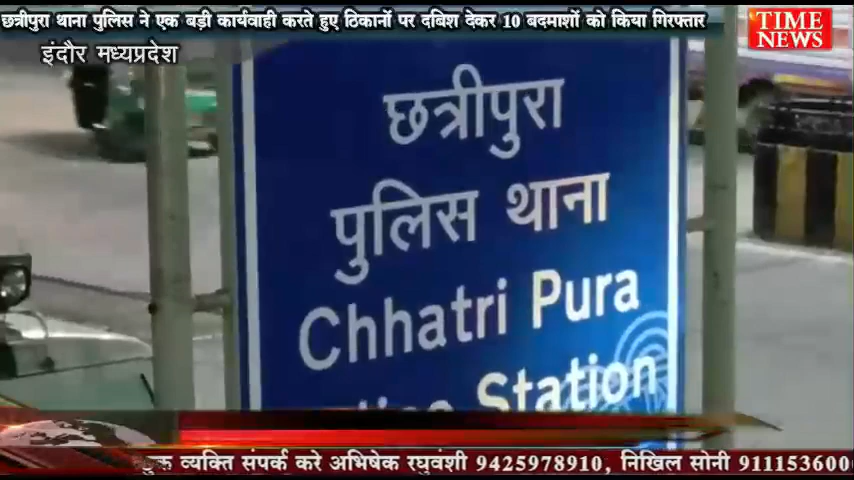 छत्रीपुरा थाना पुलिस ने एक बड़ी कार्यवाही करते हुए ठिकानों पर दबिश देकर 10 बदमाशों को किया गिरफ्तार
TIME NEWS
इंदौर मध्यप्रदेश
छत्रीपुरा
पुलिस थाना
Chhatri Pura
Station
व्यक्ति संपर्क करे अभिषेक रघुवंशी 9425978910, निखिल सोनी 911153600